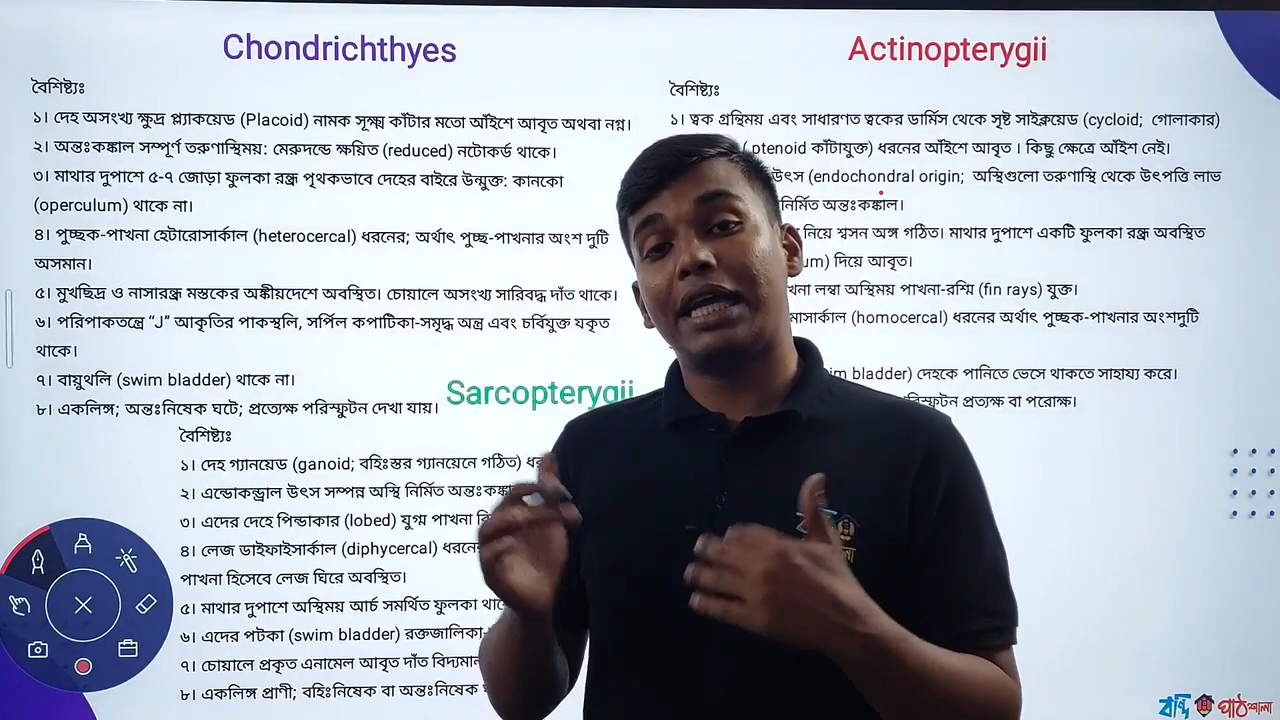 Chondrichthyes
বৈশিষ্ট্যঃ
১। দেহ অসংখ্য ক্ষুদ্র প্ল্যাকয়েড (Placoid) নামক সূক্ষ্ম কাঁটার মতো আঁইশে আবৃত অথবা নগ্ন।
২। অন্তঃকঙ্কাল সম্পূর্ণ তরুণাস্থিময়: মেরুদন্ডে ক্ষয়িত (reduced) নটোকর্ড থাকে।
৩। মাথার দুপাশে ৫-৭ জোড়া ফুলকা রন্ধ্র পৃথকভাবে দেহের বাইরে উন্মুক্ত: কানকো
(operculum) থাকে না।
৪। পুচ্ছক-পাখনা হেটারোসার্কাল (heterocercal) ধরনের; অর্থাৎ পুচ্ছ-পাখনার অংশ দুটি
অসমান।
৫। মুখছিদ্র ও নাসারন্ধ্র মস্তকের অঙ্কীয়দেশে অবস্থিত। চোয়ালে অসংখ্য সারিবদ্ধ দাঁত থাকে।
৬। পরিপাকতন্ত্রে “J” আকৃতির পাকস্থলি, সর্পিল কপাটিকা-সমৃদ্ধ অন্ত্র এবং চর্বিযুক্ত যকৃত
থাকে।
৭। বায়ুথলি (swim bladder) থাকে না।
৮। একলিঙ্গ; অন্তঃনিষেক ঘটে; প্রত্যেক্ষ পরিস্ফুটন দেখা যায়।
Actinopterygii
বৈশিষ্ট্যঃ
১। ত্বক গ্রন্থিময় এবং সাধারণত ত্বকের ডার্মিস থেকে সৃষ্ট সাইক্লয়েড (cycloid; গোলাকার)
ptenoid কাঁটাযুক্ত) ধরনের আঁইশে আবৃত। কিছু ক্ষেত্রে আঁইশ নেই।
উৎস (endochondral origin; অস্থিগুলো তরুণাস্থি থেকে উৎপত্তি লাভ
নির্মিত অন্তঃকঙ্কাল।
নিয়ে শ্বসন অঙ্গ গঠিত। মাথার দুপাশে একটি ফুলকা রন্ধ্র অবস্থিত
um) দিয়ে আবৃত।
খনা লম্বা অস্থিময় পাখনা-রশ্মি (fin rays) যুক্ত।
মোসার্কাল (homocercal) ধরনের অর্থাৎ পুচ্ছক-পাখনার অংশদুটি
im bladder) দেহকে পানিতে ভেসে থাকতে সাহায্য করে।
রিস্ফুটন প্রত্যক্ষ বা পরোক্ষ।
Sarcopterygii
বৈশিষ্ট্যঃ
১। দেহ গ্যানয়েড (ganoid; বহিঃস্তর গ্যানয়েনে গঠিত)
২। এন্ডোকন্ড্রাল উৎস সম্পন্ন অস্থি নির্মিত অন্তঃকঙ্কা
৩। এদের দেহে পিন্ডাকার (lobed) যুগ্ম পাখনা
৪। লেজ ডাইফাইসার্কাল (diphycercal) ধরনে
পাখনা হিসেবে লেজ ঘিরে অবস্থিত।
৫। মাথার দুপাশে অস্থিময় আর্চ সমর্থিত ফুলকা থা
৬। এদের পটকা (swim bladder) রক্তজালিকা-
৭। চোয়ালে প্রকৃত এনামেল আবৃত দাঁত বিদ্যমান
৮। একলিঙ্গ প্রাণী; বহিঃনিষেক বা অন্তঃনিষেক
বন্দি পাঠশালা